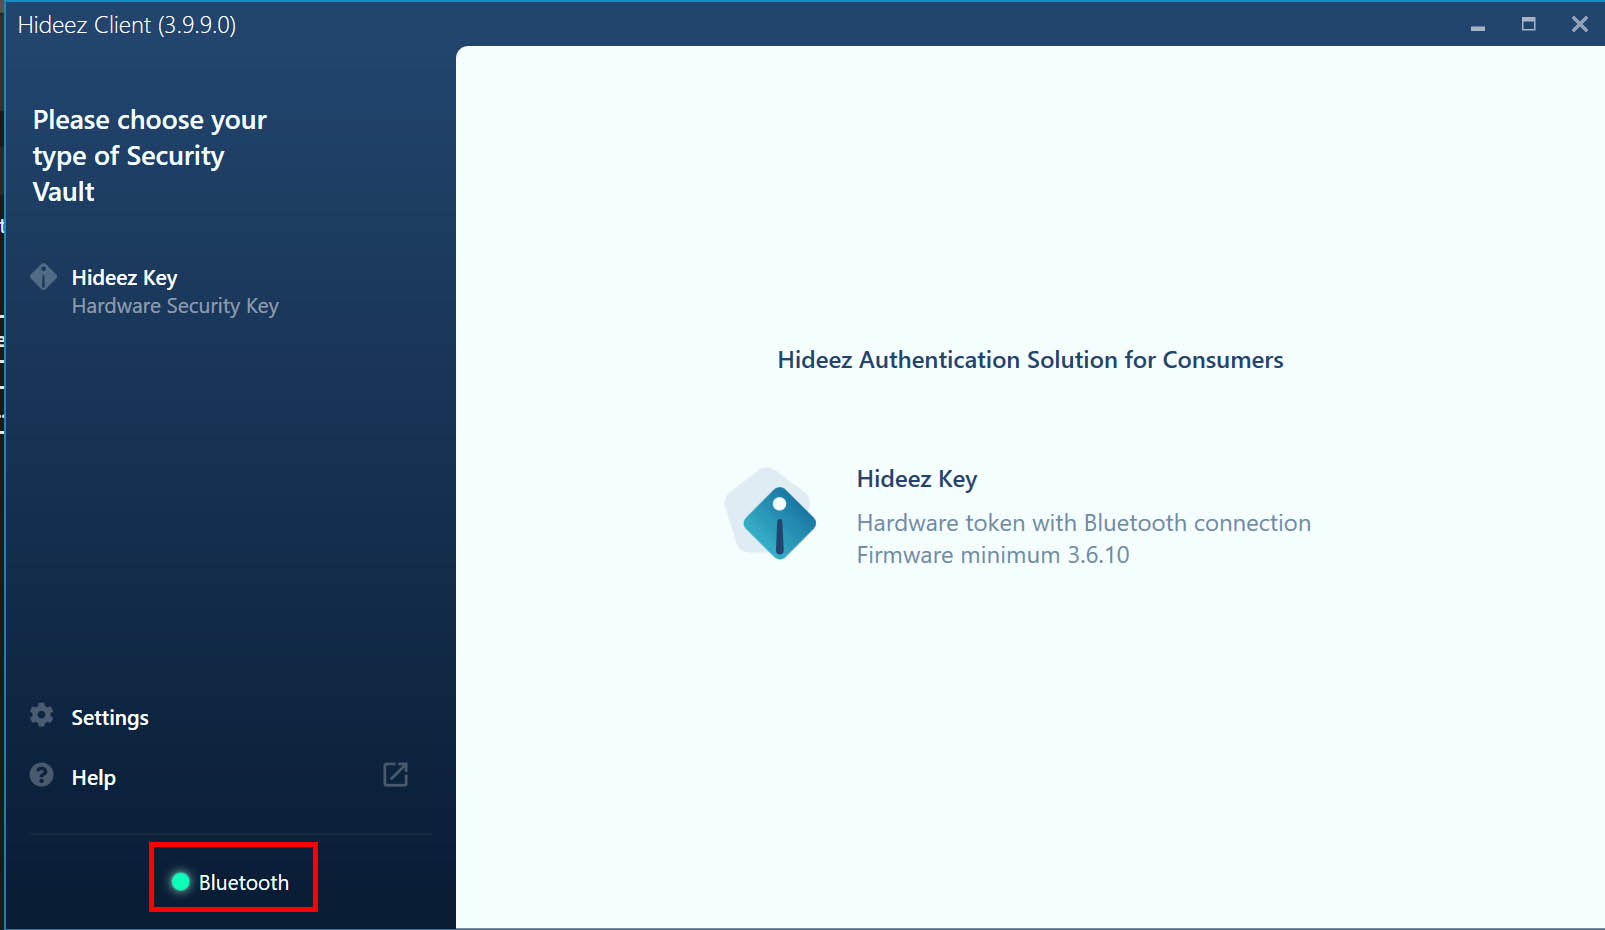 Hideez Client (3.9.9.0)
Please choose your
type of Security
Vault
Hideez Key
Hardware Security Key
Settings
Help
Bluetooth
Hideez Authentication Solution for Consumers
Hideez Key
Hardware token with Bluetooth connection
Firmware minimum 3.6.10